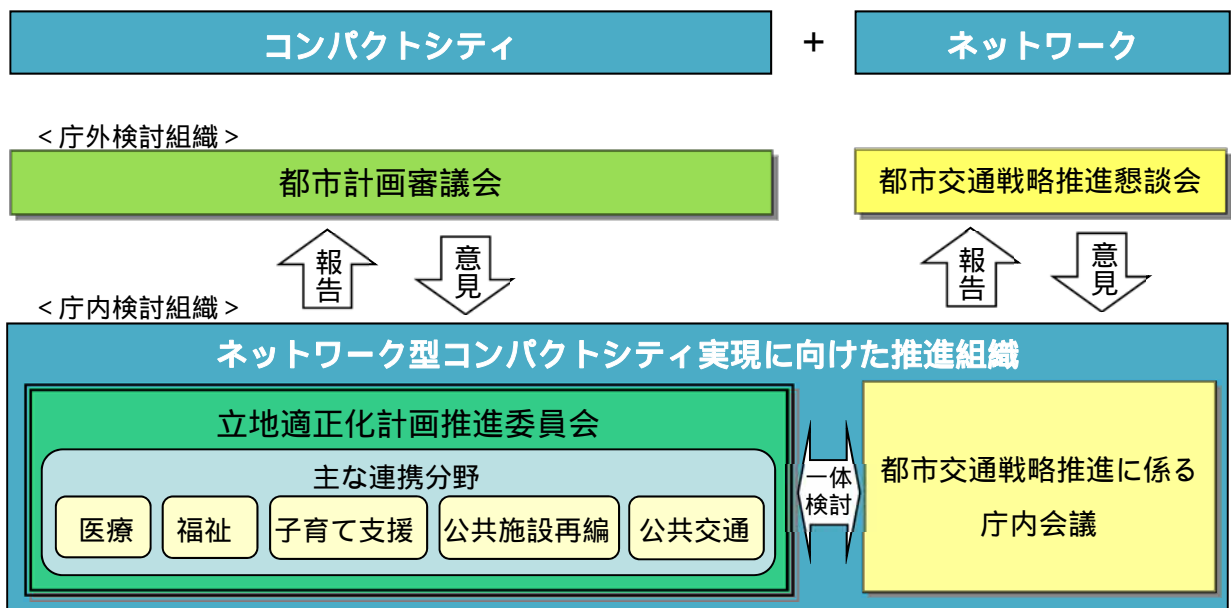 コンパクトシティ
+
ネットワーク
<庁外検討組織>
都市計画審議会
都市交通戦略推進懇談会
報告
意見
報告
意見
<庁内検討組織>
ネットワーク型コンパクトシティ実現に向けた推進組織
立地適正化計画推進委員会
主な連携分野
医療
福祉
子育て支援
公共施設再編
公共交通
一体
検討
都市交通戦略推進に係る
庁内会議